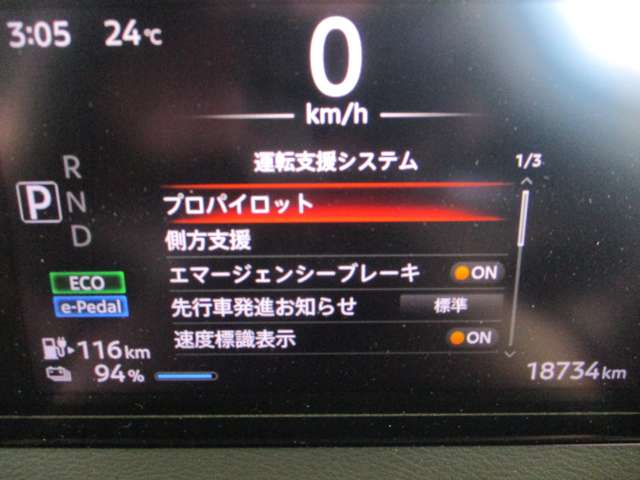 3:05 24℃
0
km/h
運転支援システム 1/3
R
N
D
P
プロパイロット
側方支援
エマージェンシーブレーキ ON
先行車発進お知らせ 標準
速度標識表示 ON
ECO
e-Pedal
116km
94%
18734km